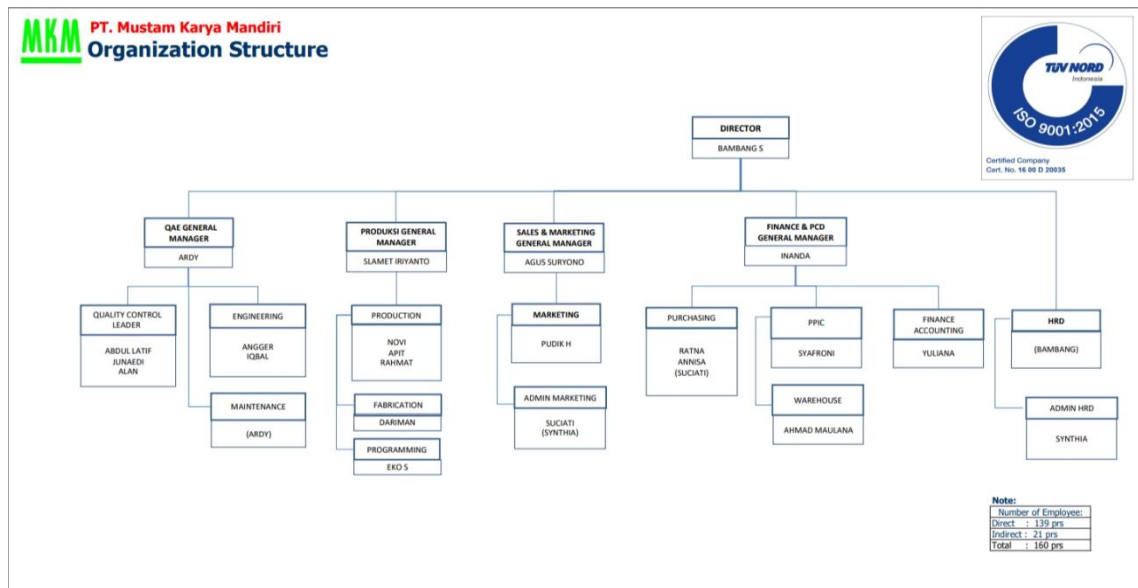 MKM
PT. Mustam Karya Mandiri
Organization Structure
TÜV NORD
Indonesia
ISO 9001:2015
Certified Company
Cert. No. 16 00 D 20035
DIRECTOR
BAMBANG S
QAE GENERAL
MANAGER
ARDY
PRODUKSI GENERAL
MANAGER
SLAMET IRIYANTO
SALES & MARKETING
GENERAL MANAGER
AGUS SURYONO
FINANCE & PCD
GENERAL MANAGER
INANDA
QUALITY CONTROL
LEADER
ABDUL LATIF
JUNAEDI
ALAN
ENGINEERING
ANGGER
IQBAL
MAINTENANCE
(ARDY)
PRODUCTION
NOVI
APIT
RAHMAT
FABRICATION
DARIMAN
PROGRAMMING
EKO S
MARKETING
PUDIK H
ADMIN MARKETING
SUCIATI
(SYNTHIA)
PURCHASING
RATNA
ANNISA
(SUCIATI)
PPIC
SYAFRONI
WAREHOUSE
AHMAD MAULANA
FINANCE
ACCOUNTING
YULIANA
HRD
(BAMBANG)
ADMIN HRD
SYNTHIA
Note:
Number of Employee:
Direct : 139 prs
Indirect : 21 prs
Total : 160 prs